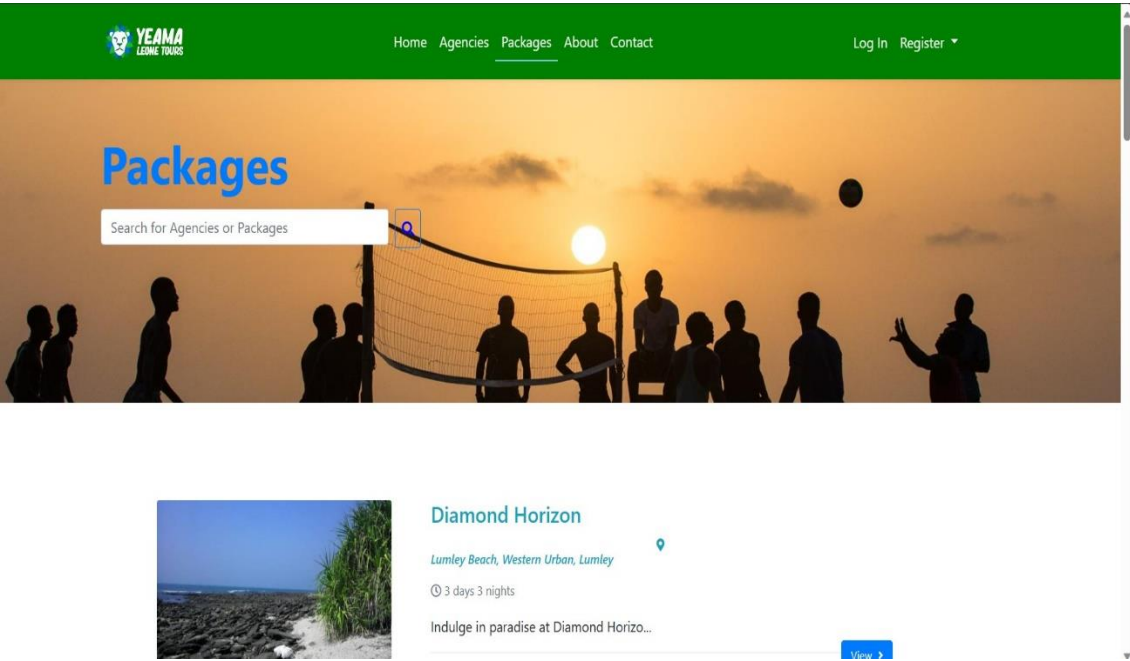 YEAMA
LEONE TOURS
Home Agencies Packages About Contact
Log In Register
Packages
Search for Agencies or Packages
Diamond Horizon
Lumley Beach, Western Urban, Lumley
3 days 3 nights
Indulge in paradise at Diamond Horizo...
View